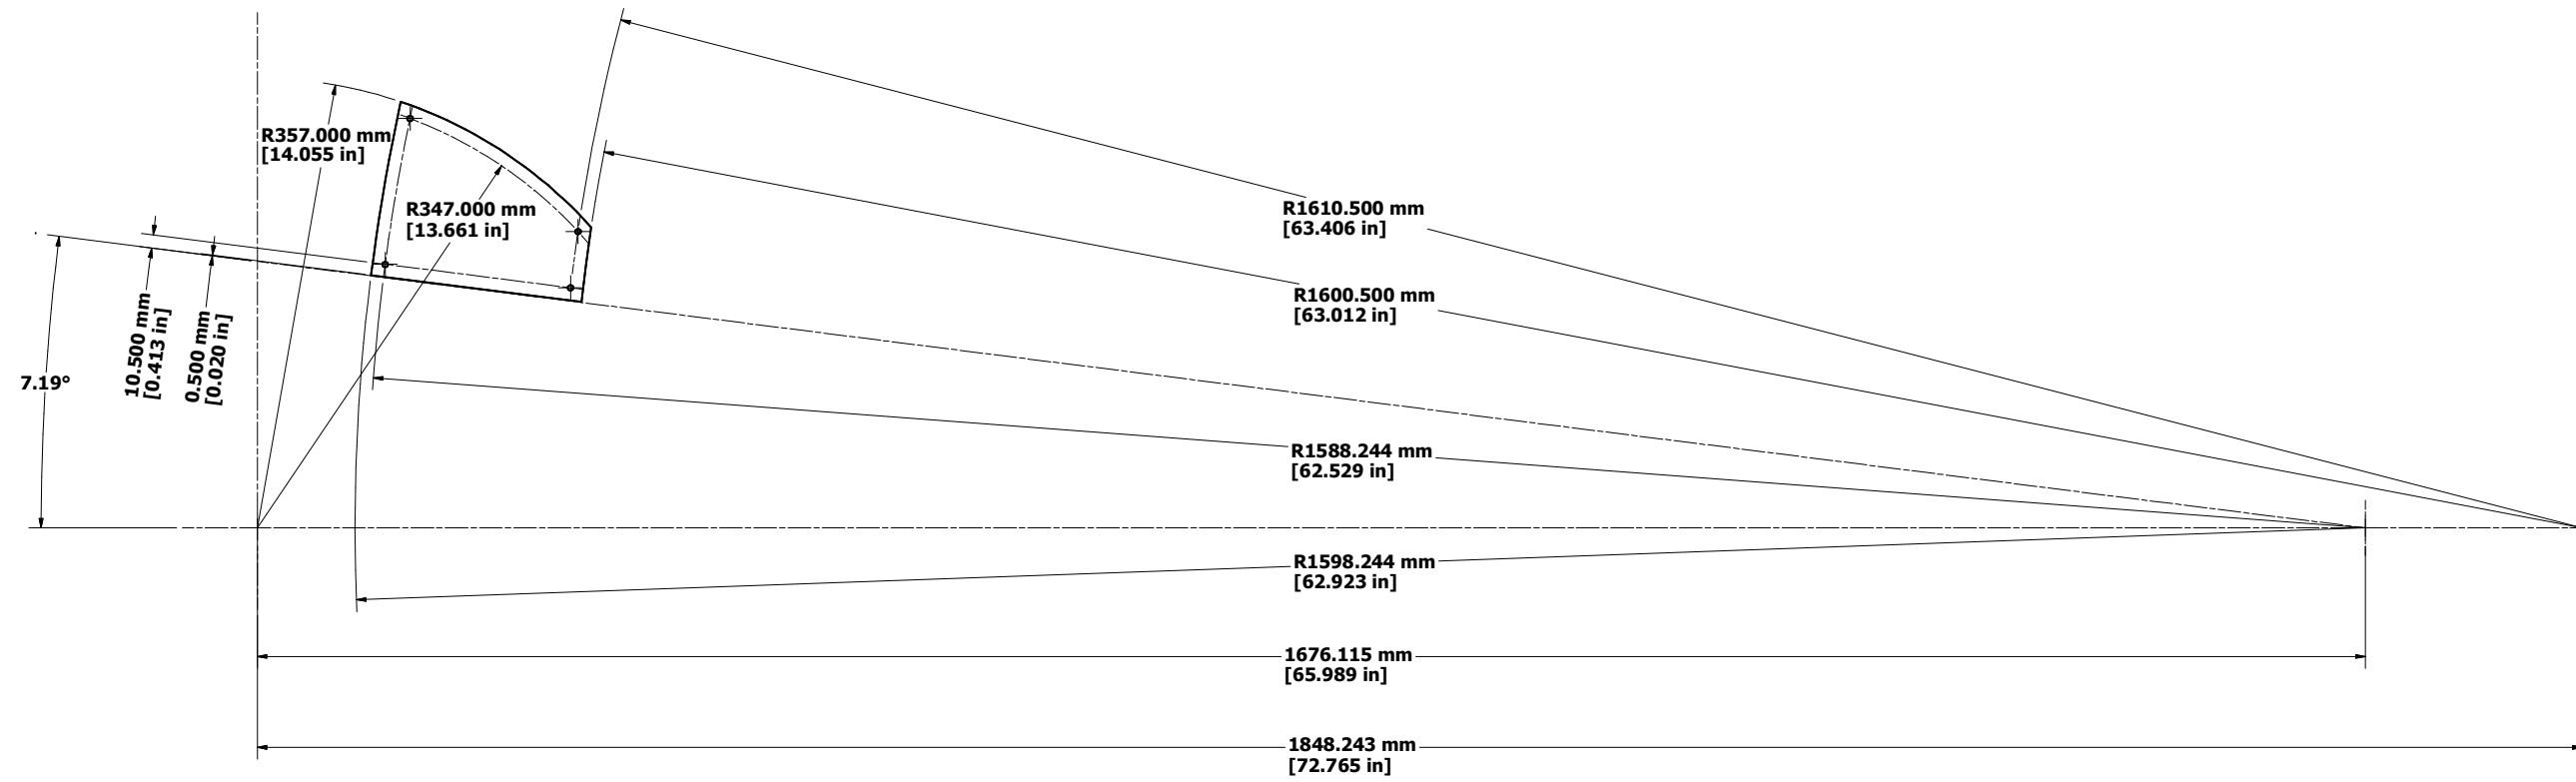 R357.000 mm
[14.055 in]
R347.000 mm
[13.661 in]
R1610.500 mm
[63.406 in]
R1600.500 mm
[63.012 in]
10.500 mm
[0.413 in]
0.500 mm
[0.020 in]
7.19°
R1588.244 mm
[62.529 in]
R1598.244 mm
[62.923 in]
1676.115 mm
[65.989 in]
1848.243 mm
[72.765 in]